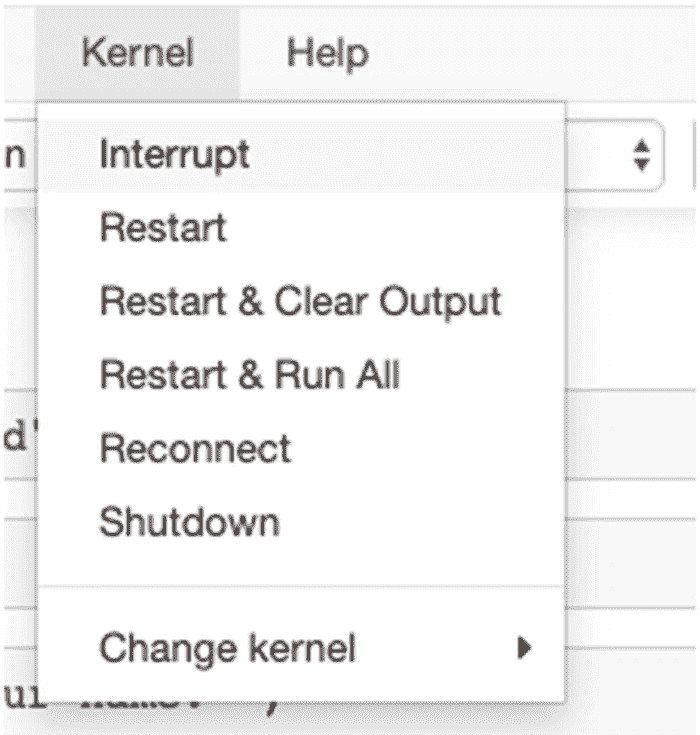 Kernel Help
n
Interrupt
Restart
Restart & Clear Output
Restart & Run All
d'
Reconnect
Shutdown
Change kernel